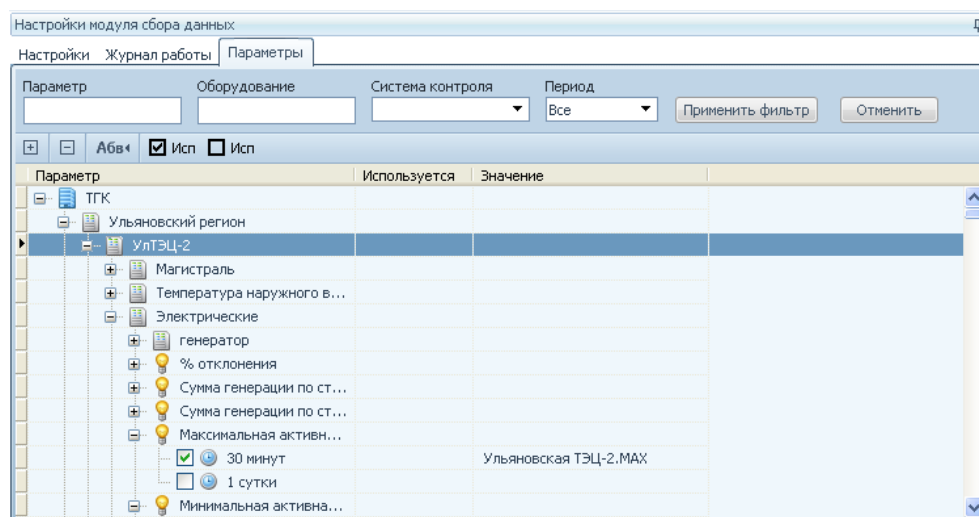 Настройки модуля сбора данных
Настройки Журнал работы Параметры
Параметр Оборудование Система контроля Период
Все Применить фильтр Отменить
Абв Исп Исп
Параметр Используется Значение
ТГК
Ульяновский регион
УлТЭЦ-2
Магистраль
Температура наружного в...
Электрические
генератор
% отклонения
Сумма генерации по ст...
Сумма генерации по ст...
Максимальная активн...
30 минут Ульяновская ТЭЦ-2.MAX
1 сутки
Минимальная активна...